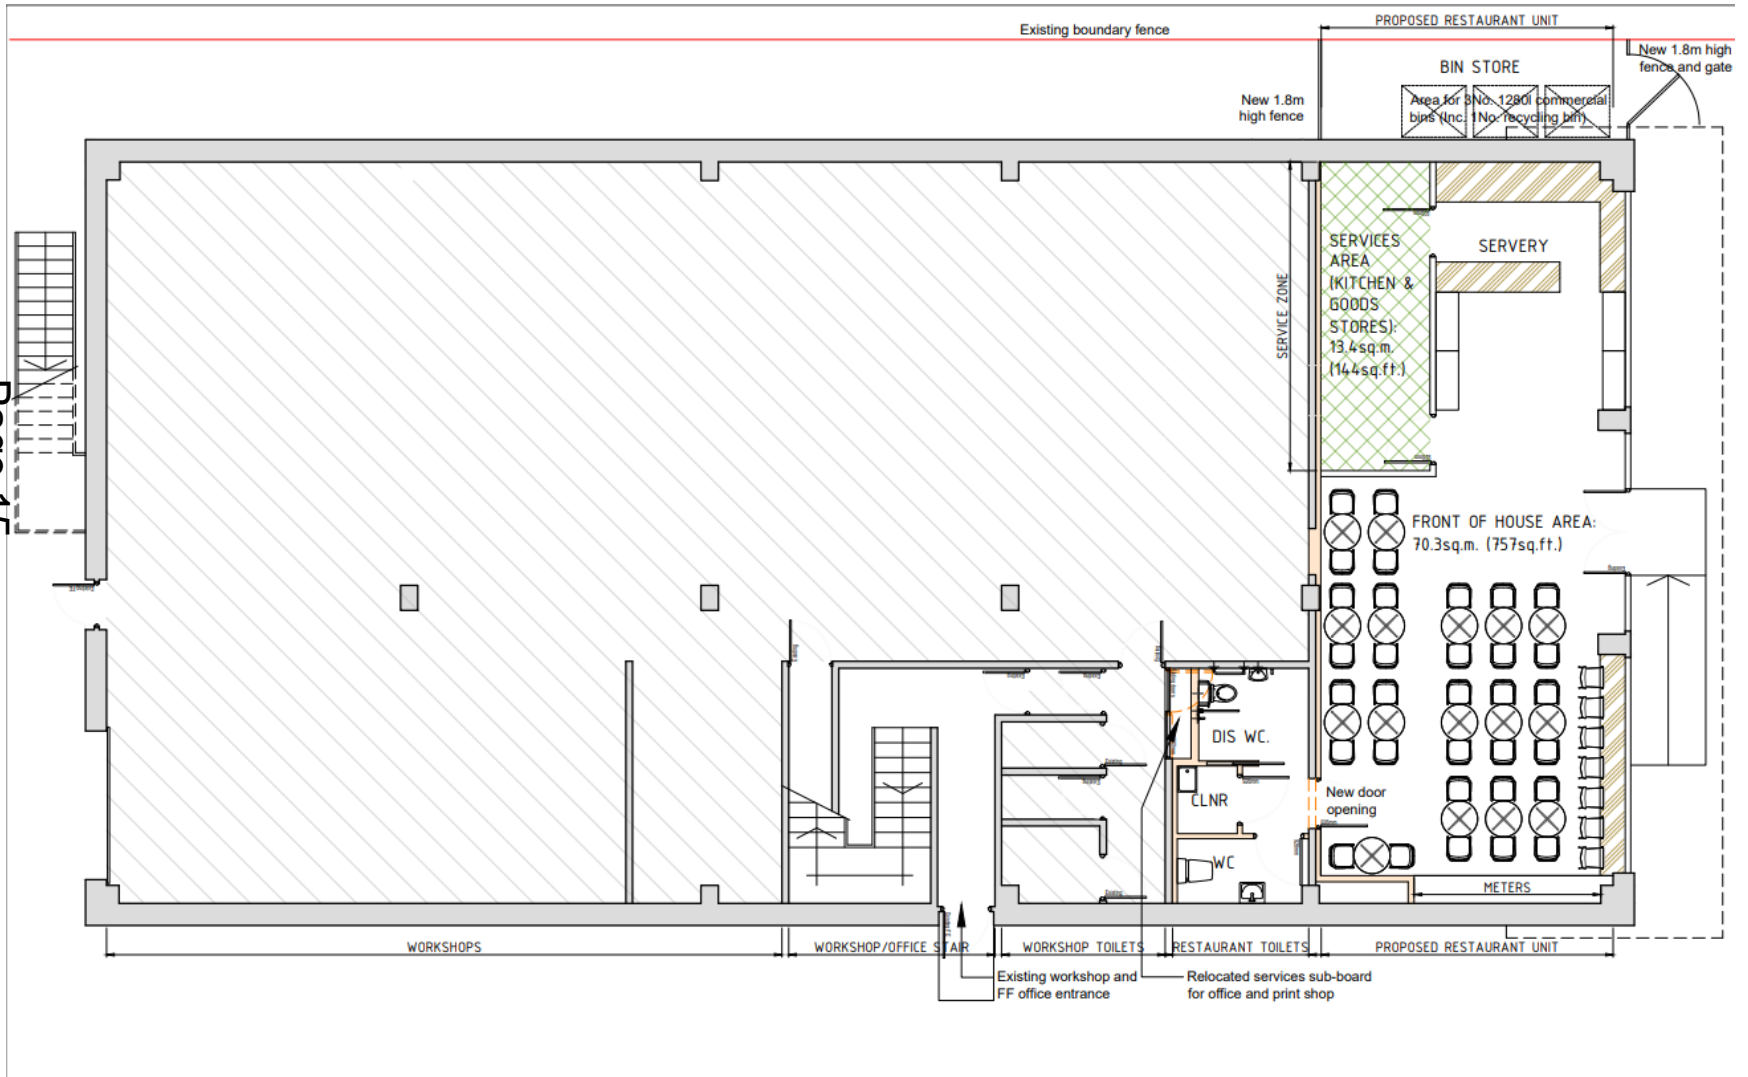 PROPOSED RESTAURANT UNIT
Existing boundary fence
New 1.8m high
fence and gate
BIN STORE
New 1.8m
high fence
Area for 3No. 1280l commercial
bins (Inc. 1No. recycling bin)
SERVICES
AREA
(KITCHEN &
GOODS
STORES):
13.4sq.m.
(144sq.ft.)
SERVERY
SERVICE ZONE
FRONT OF HOUSE AREA:
70.3sq.m. (757sq.ft.)
DIS WC.
CLNR
New door
opening
WC
METERS
WORKSHOPS
WORKSHOP/OFFICE STAIR
WORKSHOP TOILETS
RESTAURANT TOILETS
PROPOSED RESTAURANT UNIT
Existing workshop and
FF office entrance
Relocated services sub-board
for office and print shop